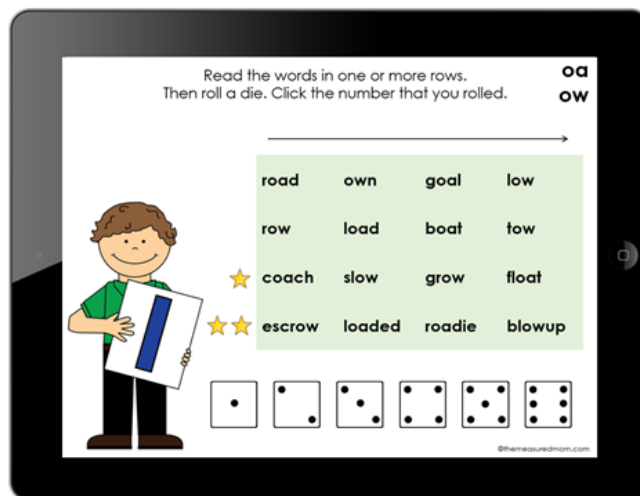 Read the words in one or more rows.
Then roll a die. Click the number that you rolled.
oa
ow
road own goal low
row load boat tow
coach slow grow float
escrow loaded roadie blowup
©themeasuredmom.com